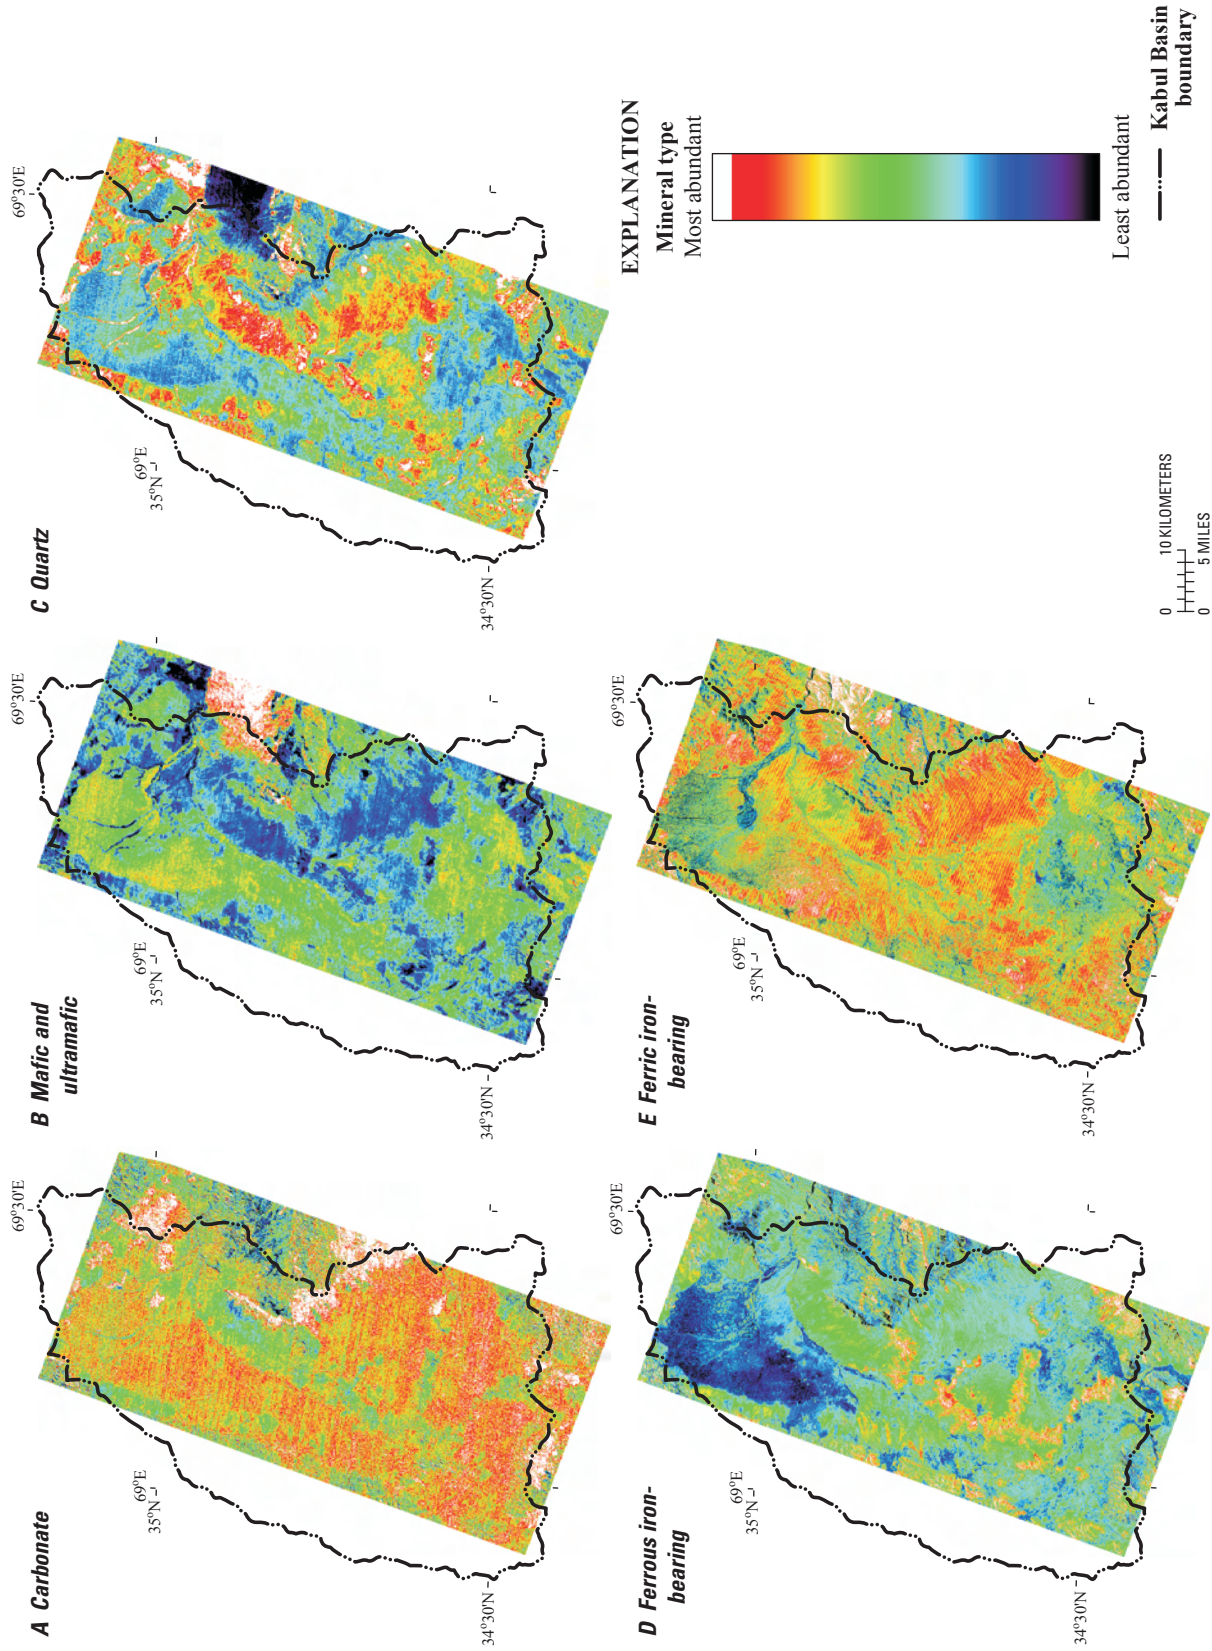 A Carbonate
69°30'E
69°E
35°N
34°30'N
B Mafic and
ultramafic
69°30'E
69°E
35°N
34°30'N
C Quartz
69°30'E
69°E
35°N
34°30'N
D Ferrous iron-
bearing
69°30'E
69°E
35°N
34°30'N
E Ferric iron-
bearing
69°30'E
69°E
35°N
34°30'N
EXPLANATION
Mineral type
Most abundant
Least abundant
Kabul Basin
boundary
0 10 KILOMETERS
0 5 MILES